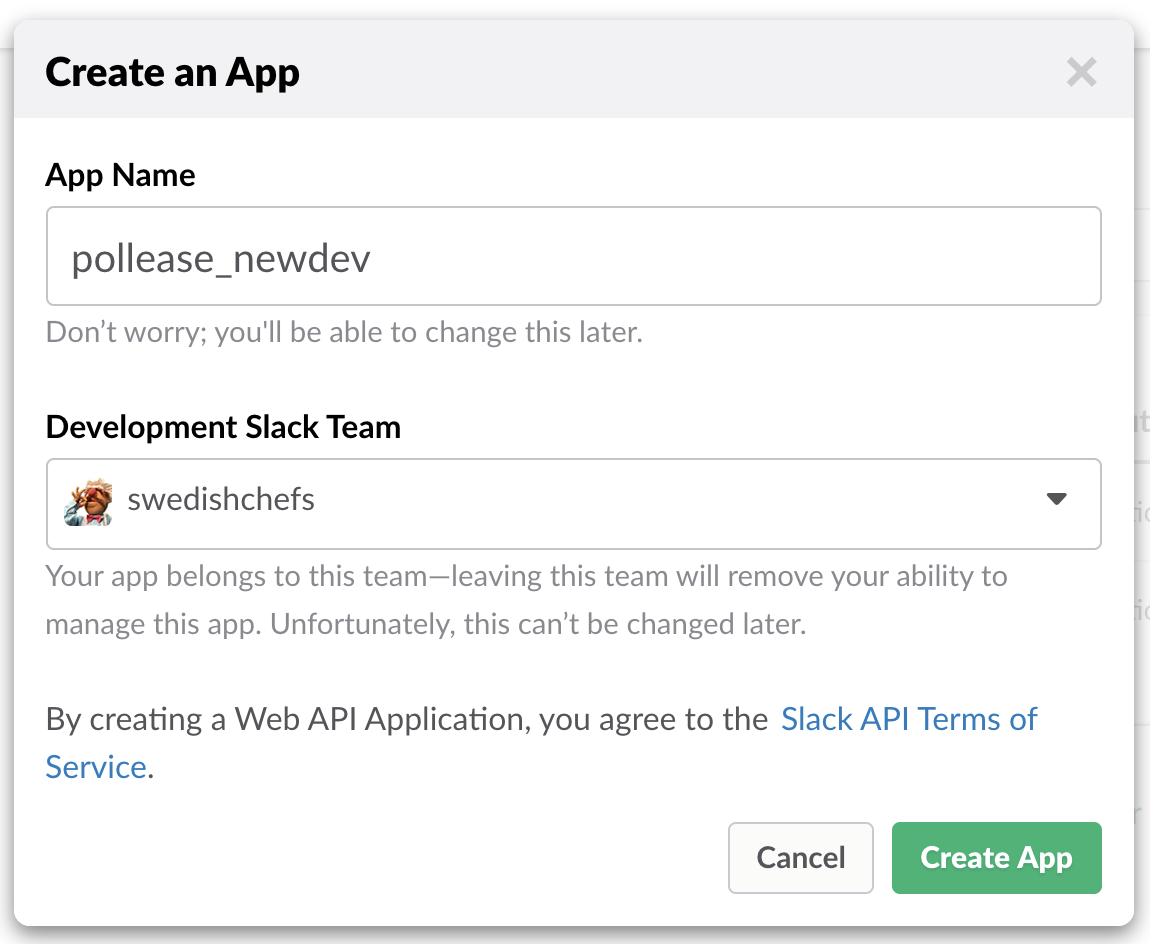 Create an App
App Name
pollease_newdev
Don’t worry; you'll be able to change this later.
Development Slack Team
swedishchefs
Your app belongs to this team—leaving this team will remove your ability to
manage this app. Unfortunately, this can’t be changed later.
By creating a Web API Application, you agree to the Slack API Terms of
Service.
Cancel
Create App